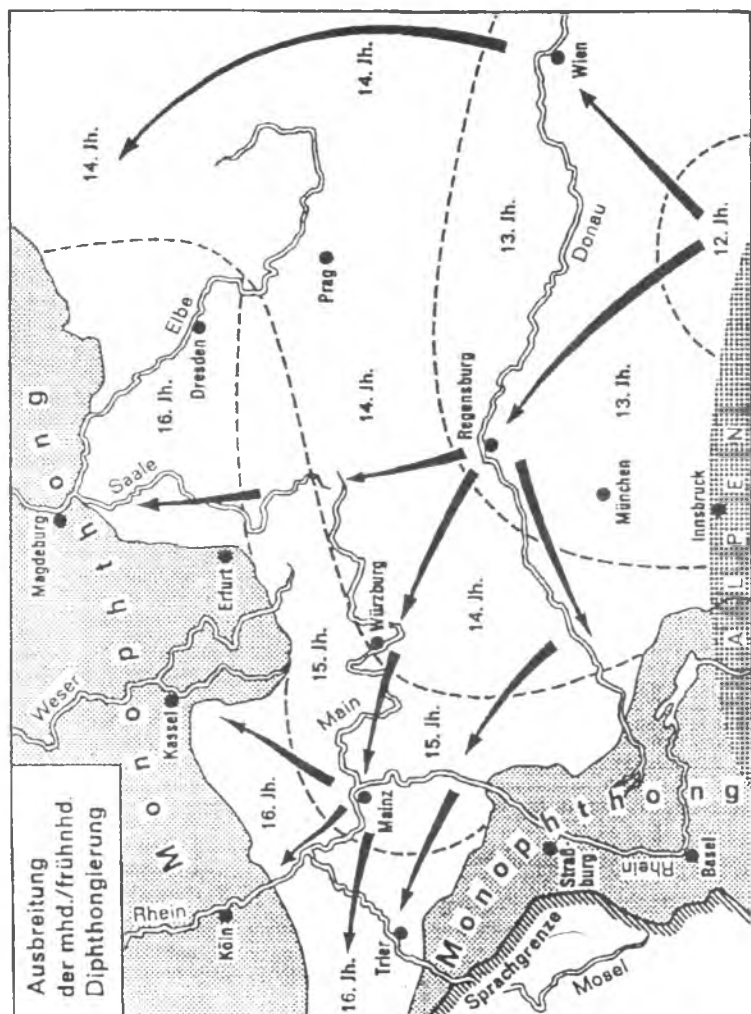 Ausbreitung
der mhd./frühnhd.
Diphthongierung
Monophthong
Weser
Magdeburg
Saale
Elbe
14. Jh.
Rhein
Köln
Kassel
Erfurt
16. Jh.
Dresden
16. Jh.
15. Jh.
Prag
14. Jh.
16. Jh.
Mainz
Main
Würzburg
14. Jh.
Trier
15. Jh.
14. Jh.
Regensburg
13. Jh.
Donau
Wien
Monophthong
Sprachgrenze
Mosel
Straß-
burg
Rhein
Basel
München
13. Jh.
12. Jh.
Innsbruck
ALPEN